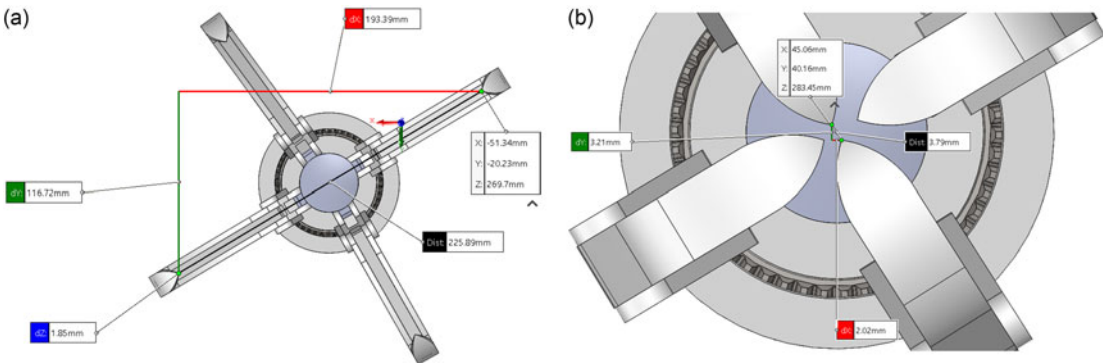 (a)
dX: 193.39mm
X
X: -51.34mm
Y: -20.23mm
Z: 269.7mm
dY: 116.72mm
Dist: 225.89mm
dZ: 1.85mm
(b)
X: 45.06mm
Y: 40.16mm
Z: 283.45mm
dY: 3.21mm
Dist: 3.79mm
dX: 2.02mm